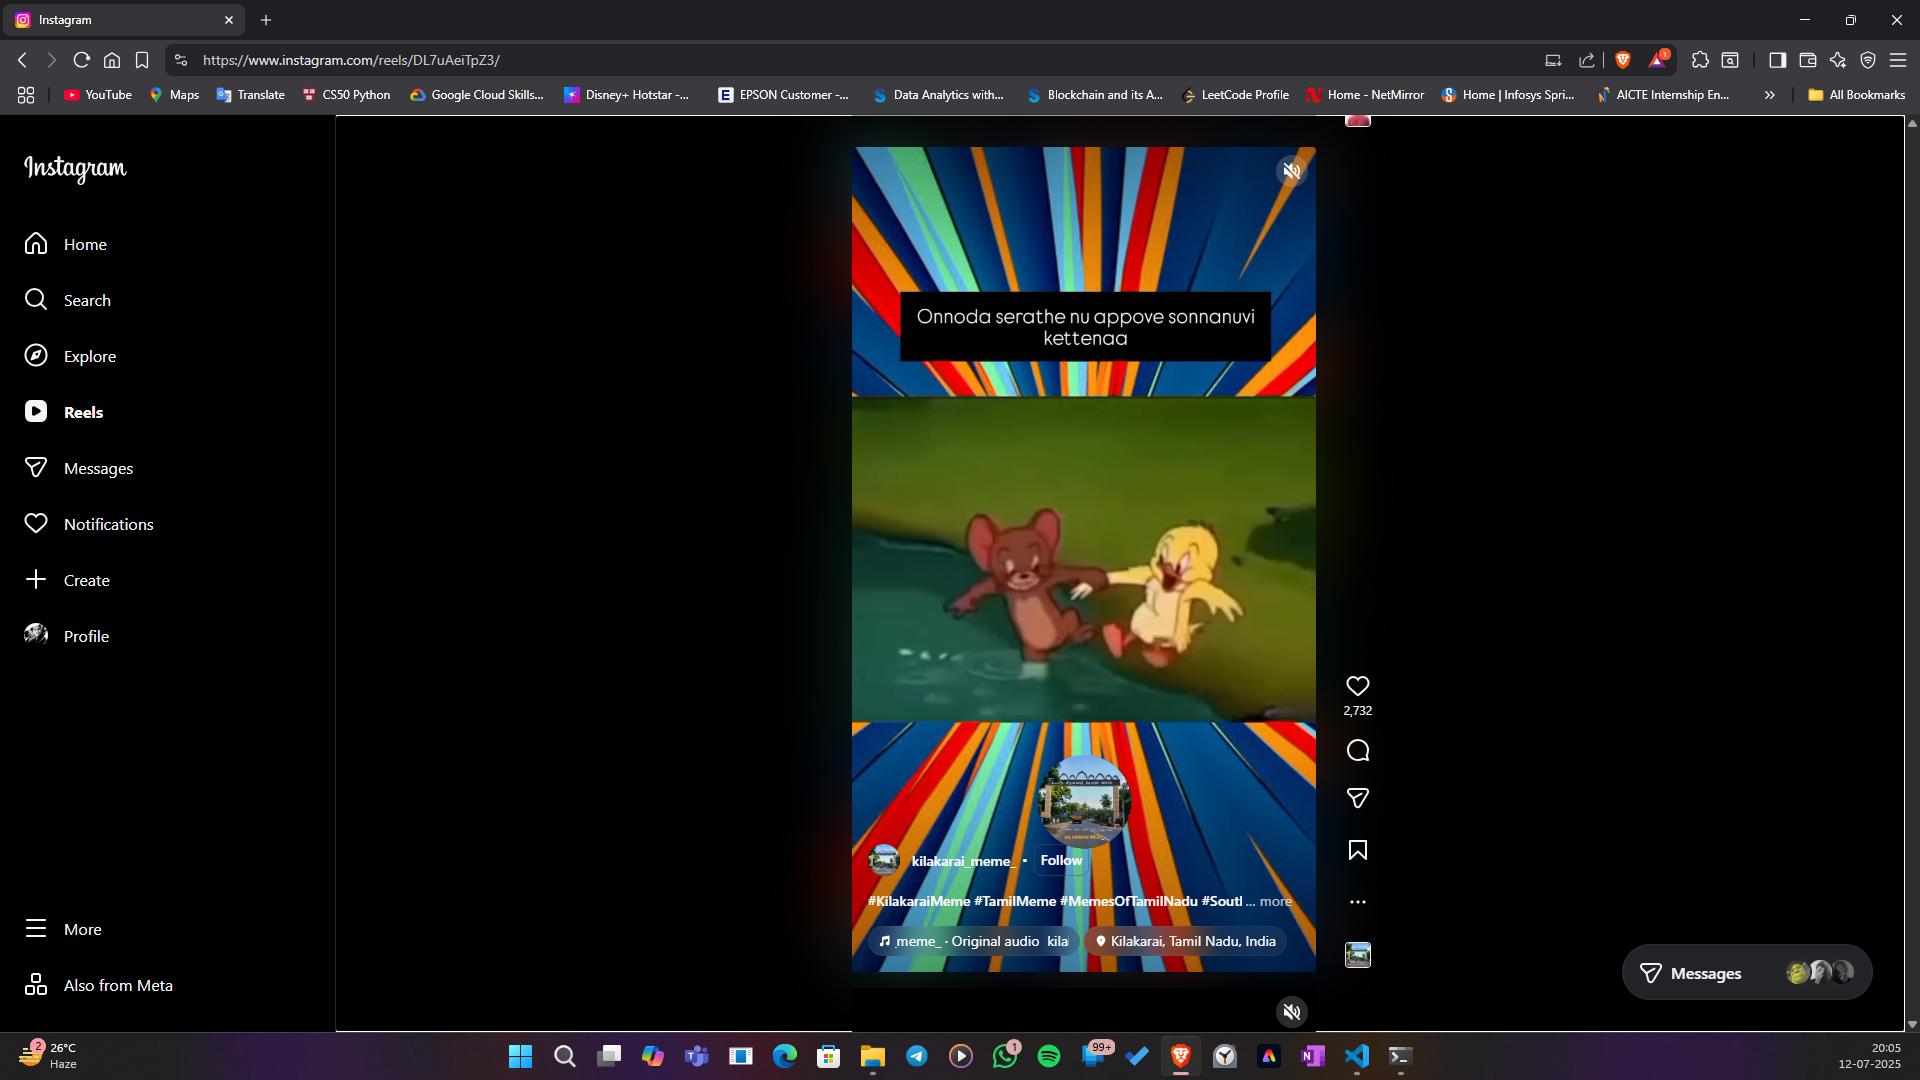 Instagram
https://www.instagram.com/reels/DL7uAeiTpZ3/
1
YouTube
Maps
Translate
CS50 Python
Google Cloud Skills...
Disney+ Hotstar -...
EPSON Customer -...
Data Analytics with...
Blockchain and its A...
LeetCode Profile
Home - NetMirror
Home | Infosys Spri...
AICTE Internship En...
All Bookmarks
Instagram
Home
Search
Explore
Reels
Messages
Notifications
Create
Profile
More
Also from Meta
Onnoda serathe nu appove sonnanuvi
kettenaa
kilakarai_meme_ • Follow
#KilakaraiMeme #TamilMeme #MemesOfTamilNadu #Soutl ... more
_meme_ · Original audio kila
Kilakarai, Tamil Nadu, India
2,732
Messages
2
26°C
Haze
1
99+
20:05
12-07-2025